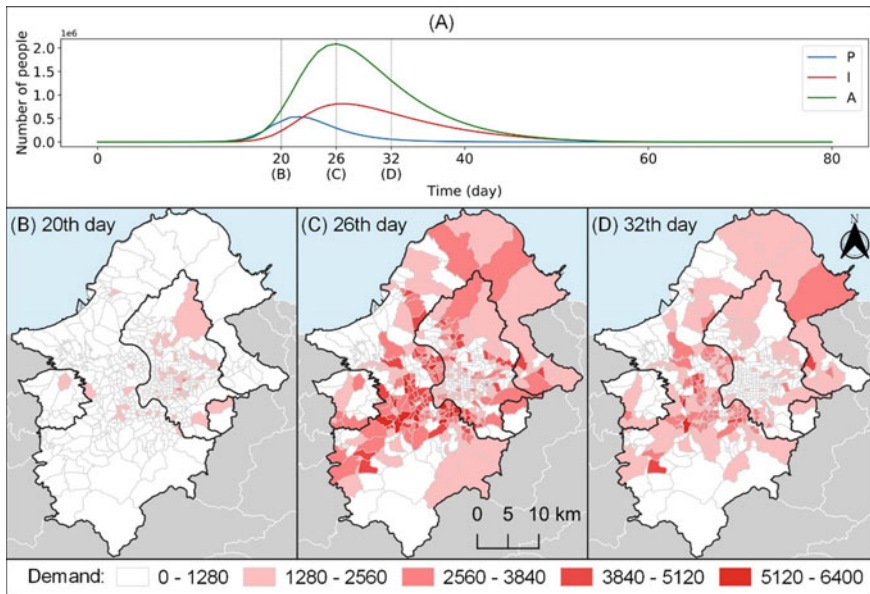 (A)
1e6
Number of people
2.0
1.5
1.0
0.5
0.0
P
I
A
0
20
26
32
40
60
80
(B)
(C)
(D)
Time (day)
(B) 20th day
(C) 26th day
(D) 32th day
N
0 5 10 km
Demand: 0 - 1280 1280 - 2560 2560 - 3840 3840 - 5120 5120 - 6400